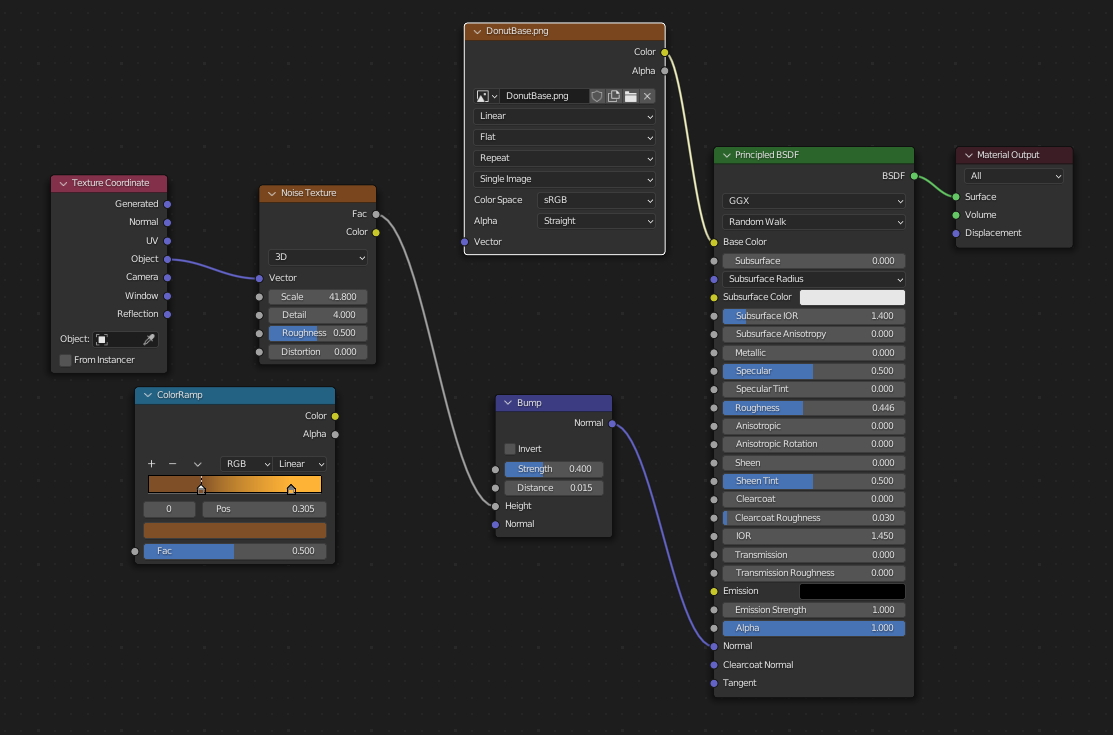 Texture Coordinate
Generated
Normal
UV
Object
Camera
Window
Reflection
Object:
From Instancer
Noise Texture
Fac
Color
3D
Vector
Scale 41.800
Detail 4.000
Roughness 0.500
Distortion 0.000
ColorRamp
Color
Alpha
+ − RGB Linear
0 Pos 0.305
Fac 0.500
DonutBase.png
Color
Alpha
DonutBase.png
Linear
Flat
Repeat
Single Image
Color Space sRGB
Alpha Straight
Vector
Bump
Normal
Invert
Strength 0.400
Distance 0.015
Height
Normal
Principled BSDF
BSDF
GGX
Random Walk
Base Color
Subsurface 0.000
Subsurface Radius
Subsurface Color
Subsurface IOR 1.400
Subsurface Anisotropy 0.000
Metallic 0.000
Specular 0.500
Specular Tint 0.000
Roughness 0.446
Anisotropic 0.000
Anisotropic Rotation 0.000
Sheen 0.000
Sheen Tint 0.500
Clearcoat 0.000
Clearcoat Roughness 0.030
IOR 1.450
Transmission 0.000
Transmission Roughness 0.000
Emission
Emission Strength 1.000
Alpha 1.000
Normal
Clearcoat Normal
Tangent
Material Output
All
Surface
Volume
Displacement